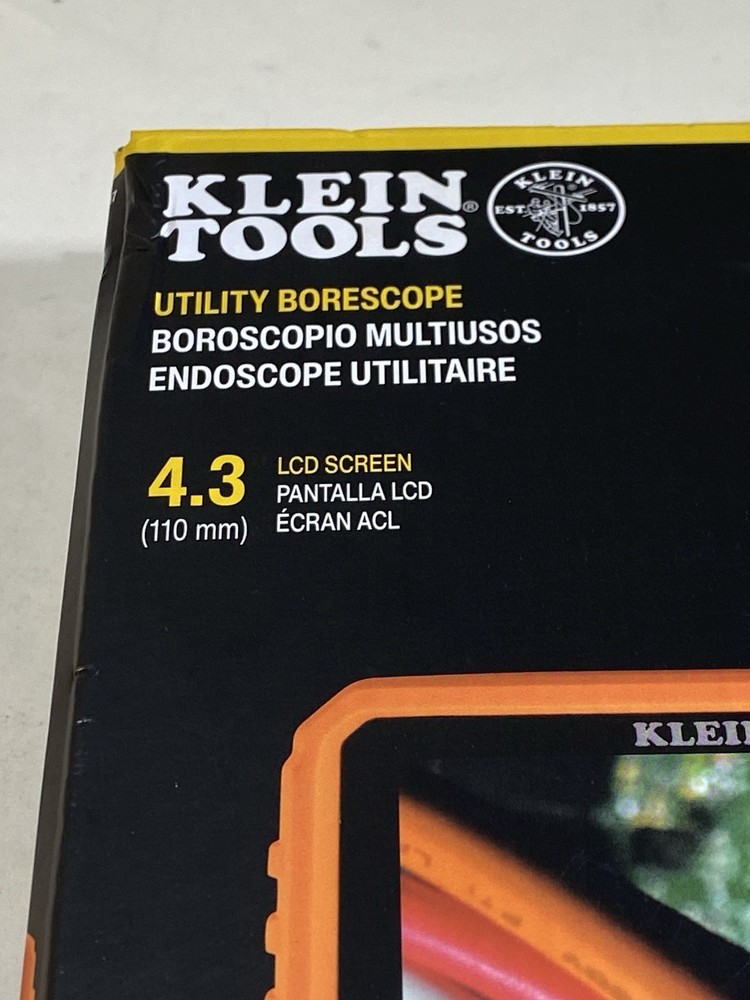 KLEIN
TOOLS®
KLEIN
EST. 1857
TOOLS
UTILITY BORESCOPE
BOROSCOPIO MULTIUSOS
ENDOSCOPE UTILITAIRE
4.3
(110 mm)
LCD SCREEN
PANTALLA LCD
ÉCRAN ACL